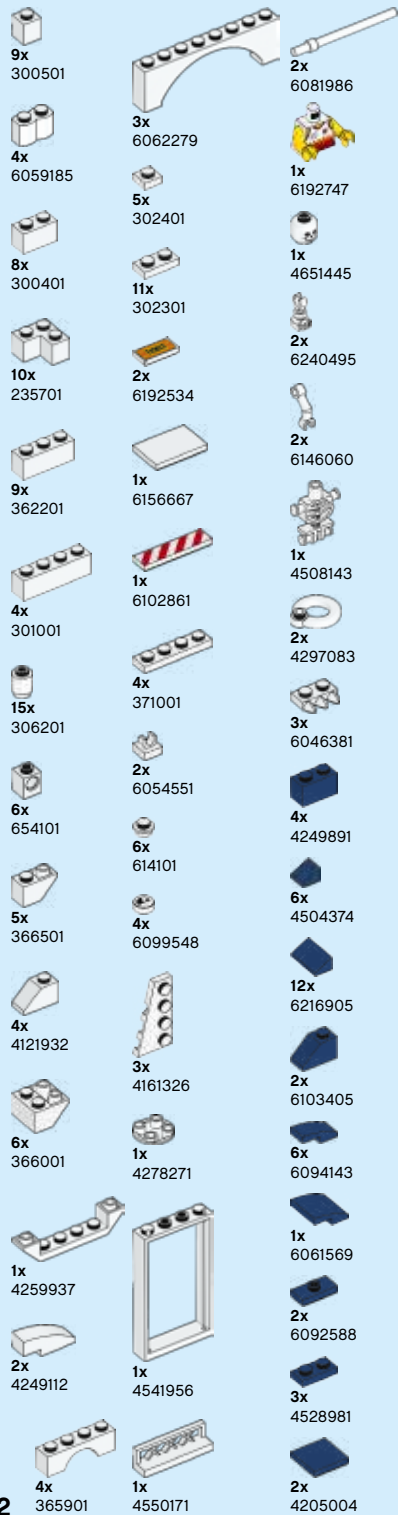 9x
300501
4x
6059185
8x
300401
10x
235701
9x
362201
4x
301001
15x
306201
6x
654101
5x
366501
4x
4121932
6x
366001
1x
4259937
2x
4249112
4x
365901
3x
6062279
5x
302401
11x
302301
2x
6192534
1x
6156667
1x
6102861
4x
371001
2x
6054551
6x
614101
4x
6099548
3x
4161326
1x
4278271
1x
4541956
1x
4550171
2x
6081986
1x
6192747
1x
4651445
2x
6240495
2x
6146060
1x
4508143
2x
4297083
3x
6046381
4x
4249891
6x
4504374
12x
6216905
2x
6103405
6x
6094143
1x
6061569
2x
6092588
3x
4528981
2x
4205004
2